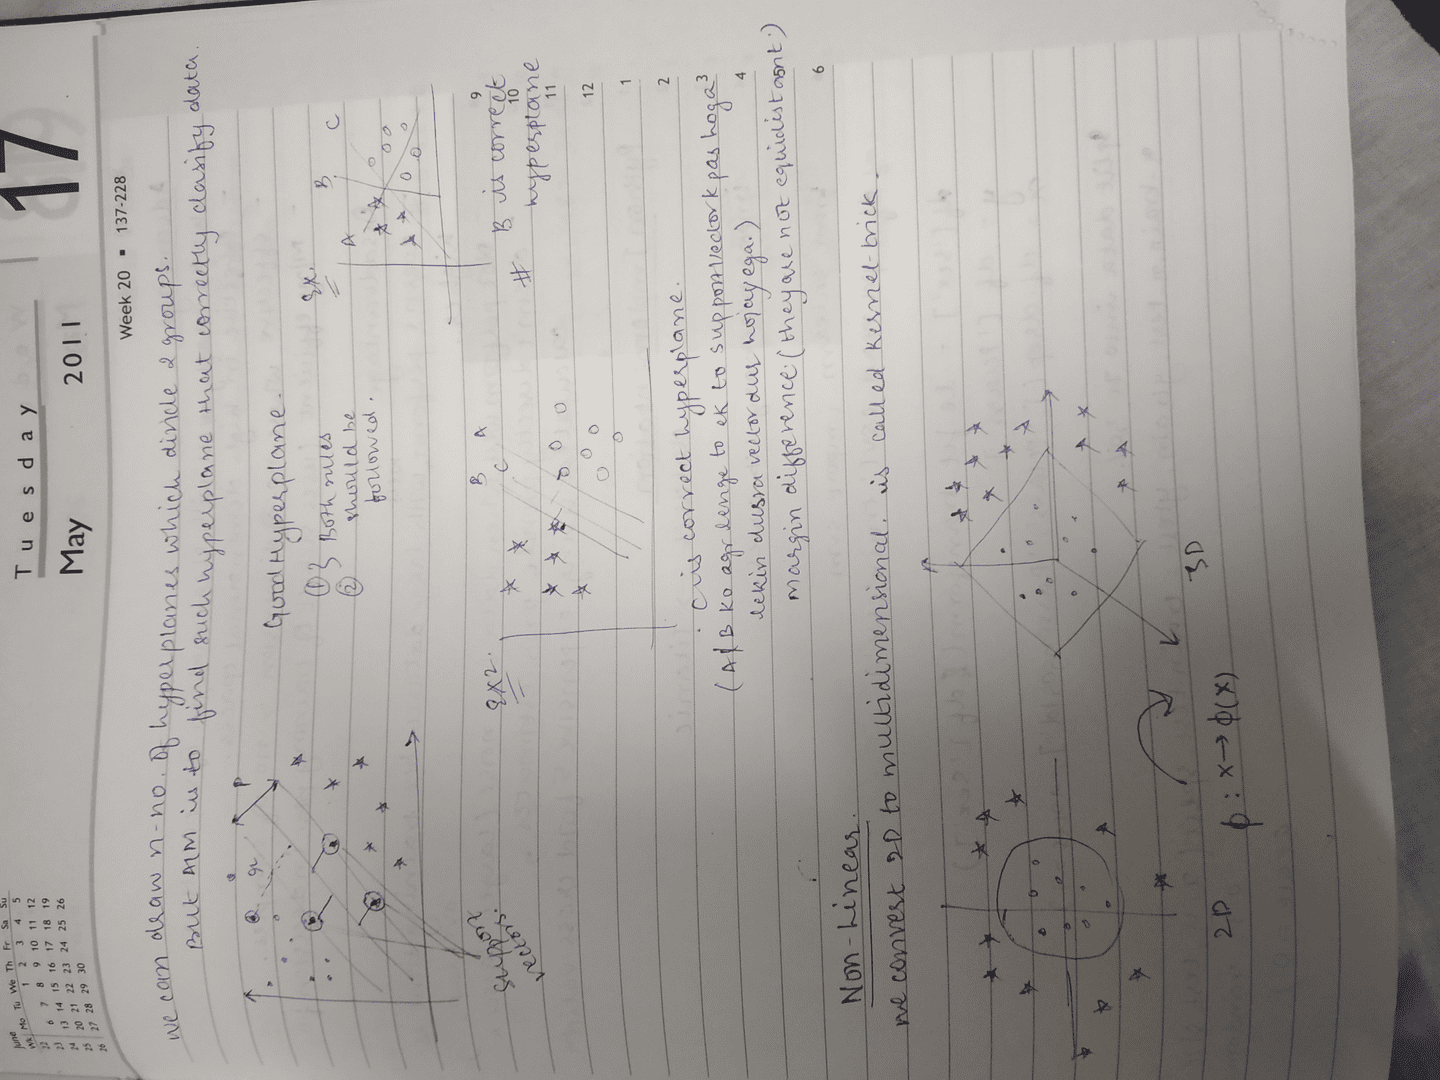 June 2011
Wk Mo Tu We Th Fr Sa Su
22 1 2 3 4 5
23 6 7 8 9 10 11 12
24 13 14 15 16 17 18 19
25 20 21 22 23 24 25 26
26 27 28 29 30
Tuesday
May 2011
17
Week 20 ▪ 137-228
we can draw n-no. of hyperplanes which divide 2 groups.
But AIM is to find such hyperplane that correctly clasify data.
Good Hyperplane.
① } Both rules
② should be
followed.
ex.
A B C
# B is correct
hyperplane
P
support
vectors.
ex2.
B A
C
C is correct hyperplane.
(A/B ko agr lenge to ek to support vector k pas hoga
lekin dusra vector dur hojayega.)
margin difference (they are not equidistant)
9
10
11
12
1
2
3
4
5
6
Non-Linear.
we convert 2D to multidimensional. is called kernel trick.
2D
3D
ϕ : x → ϕ(x)